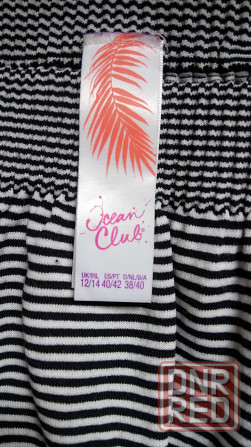 Ocean
Club®
UK/IRL ES/PT D/NL/B/A
12/14 40/42 38/40
DNR
RED